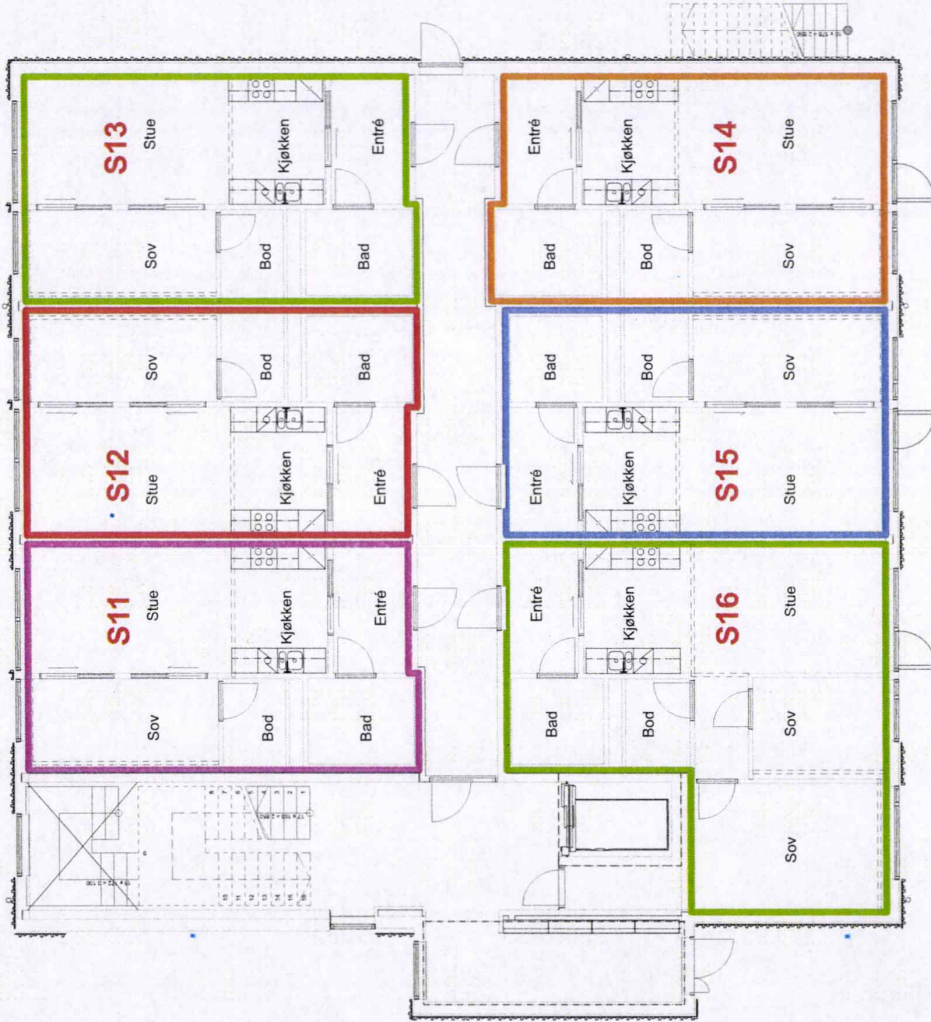 S13
Stue
Kjøkken
Entré
Sov
Bod
Bad
S12
Sov
Bod
Bad
Stue
Kjøkken
Entré
S11
Stue
Kjøkken
Entré
Sov
Bod
Bad
Entré
Kjøkken
S14
Stue
Bad
Bod
Sov
Bad
Bod
Sov
Entré
Kjøkken
S15
Stue
Entré
Kjøkken
S16
Stue
Bad
Bod
Sov
Sov